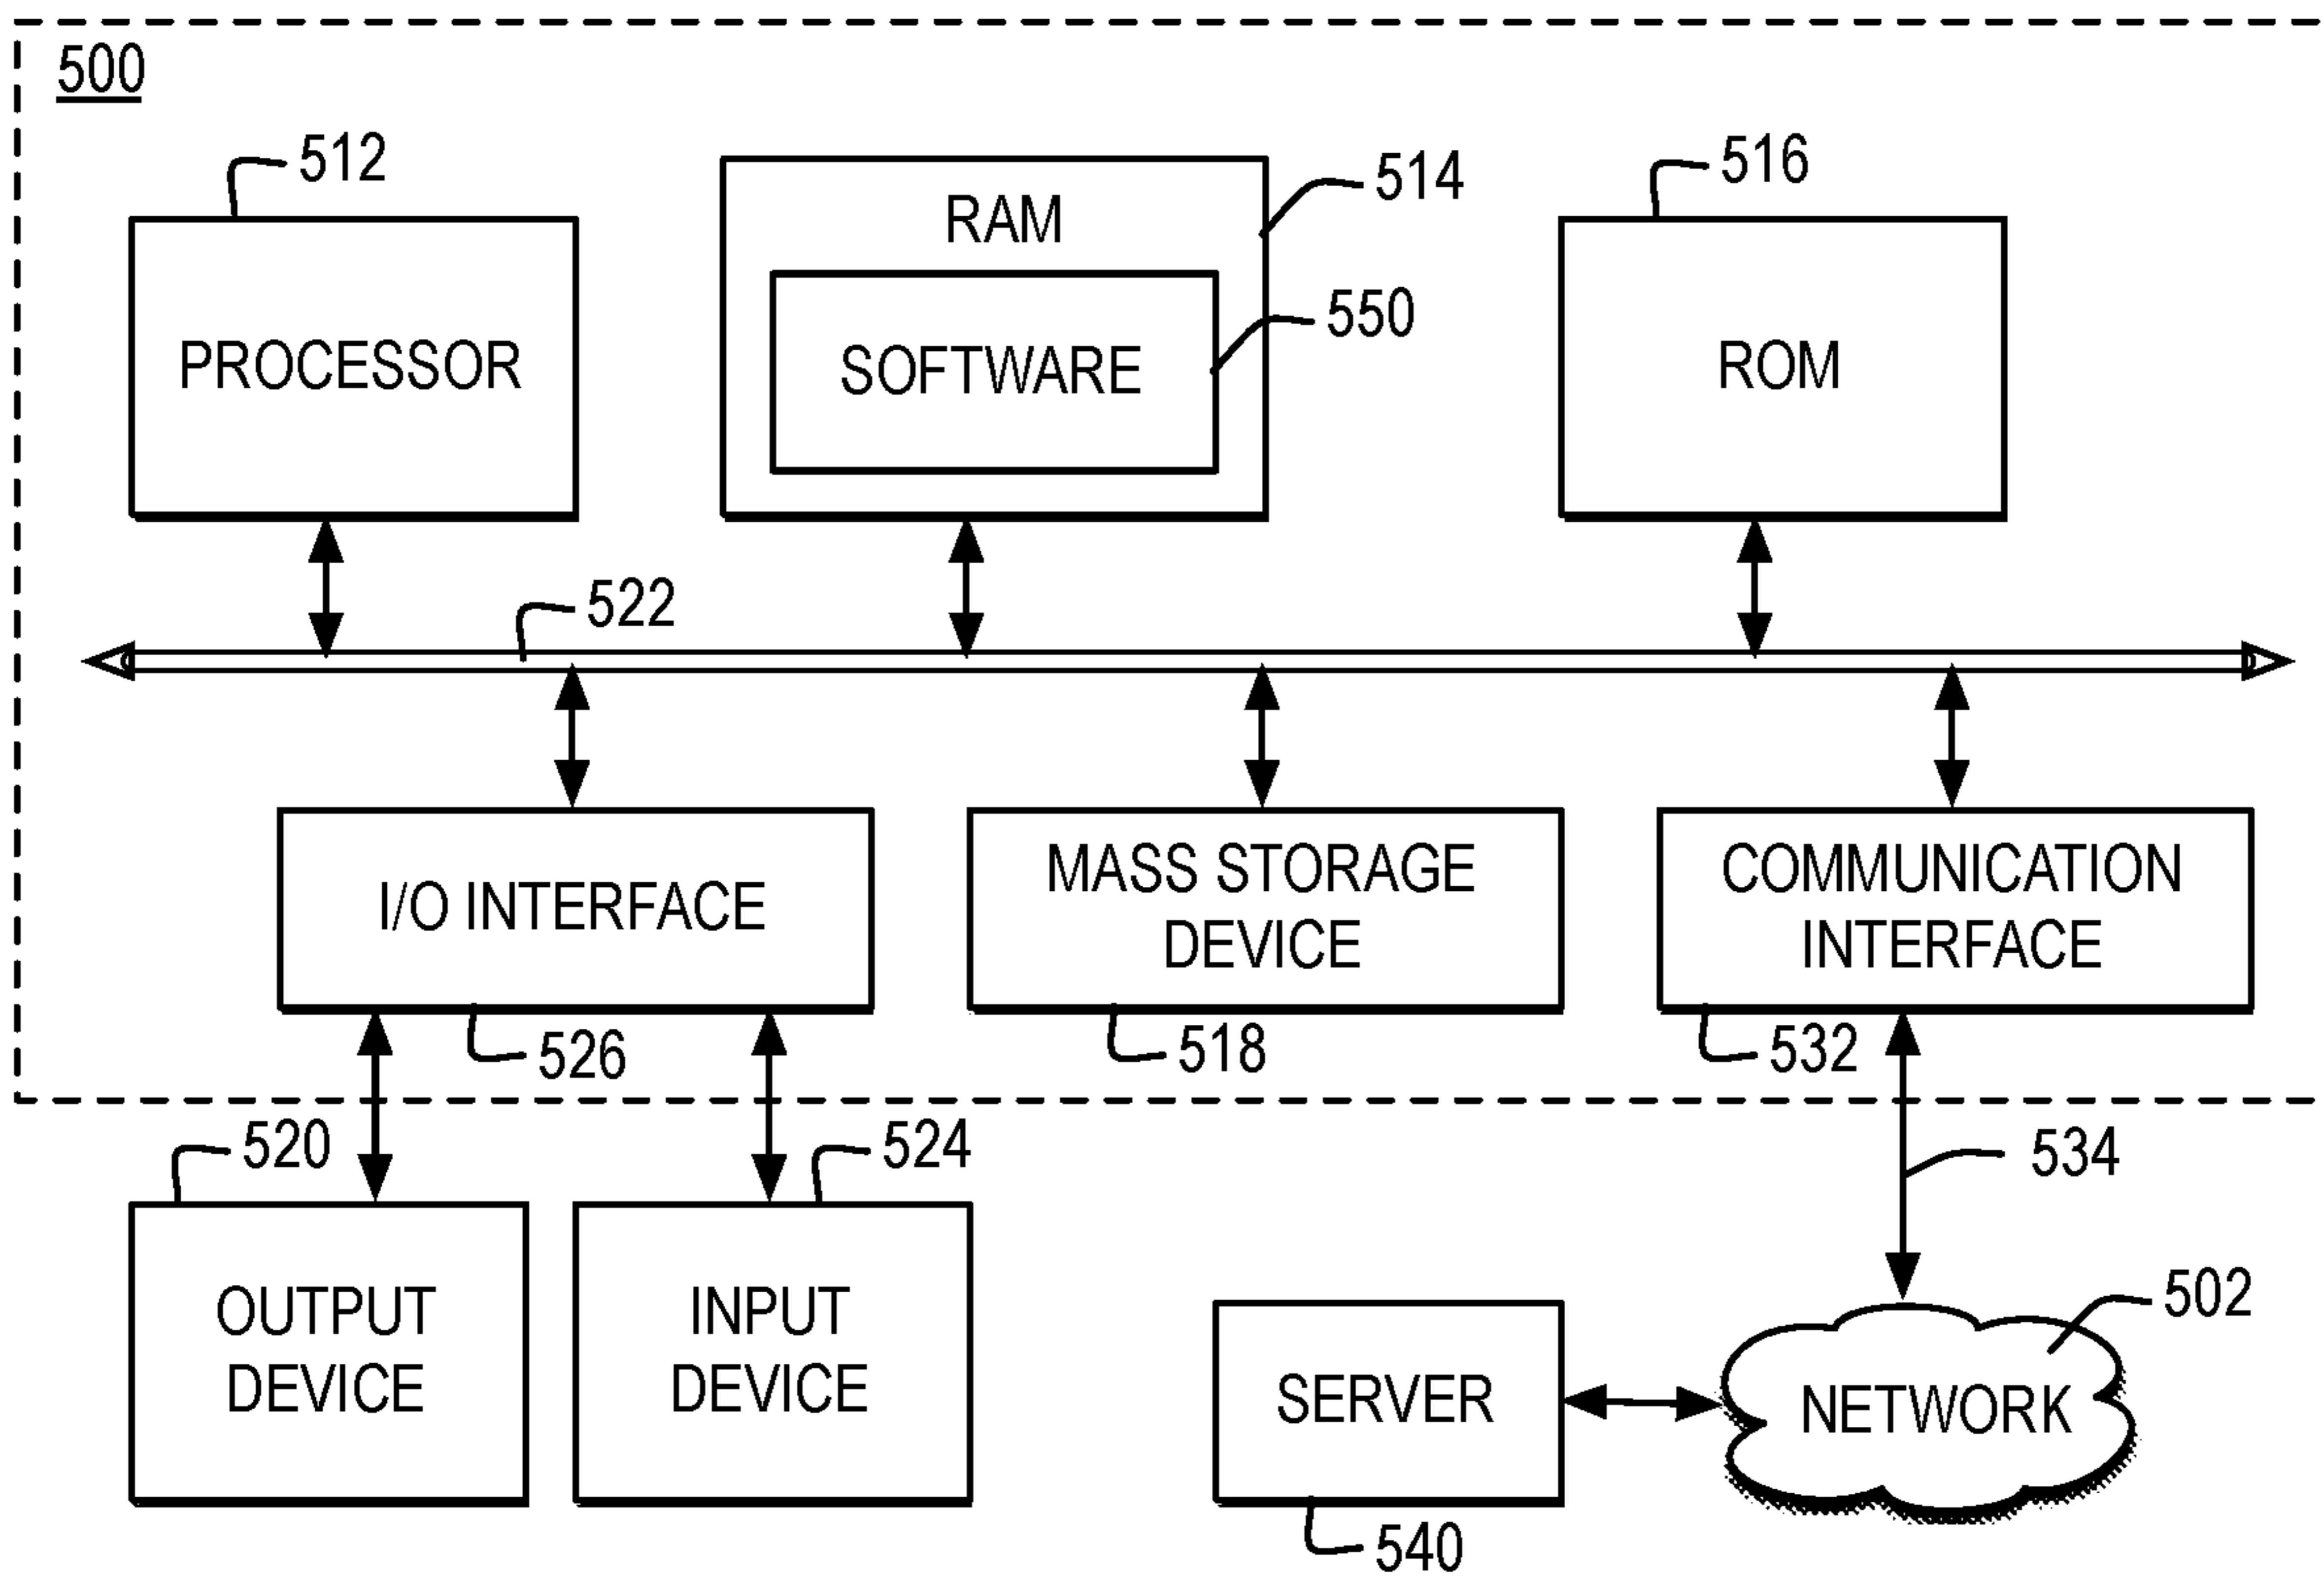 500
512
514
516
RAM
550
PROCESSOR
SOFTWARE
ROM
522
I/O INTERFACE
MASS STORAGE
DEVICE
COMMUNICATION
INTERFACE
526
518
532
520
524
534
OUTPUT
DEVICE
INPUT
DEVICE
502
SERVER
NETWORK
540